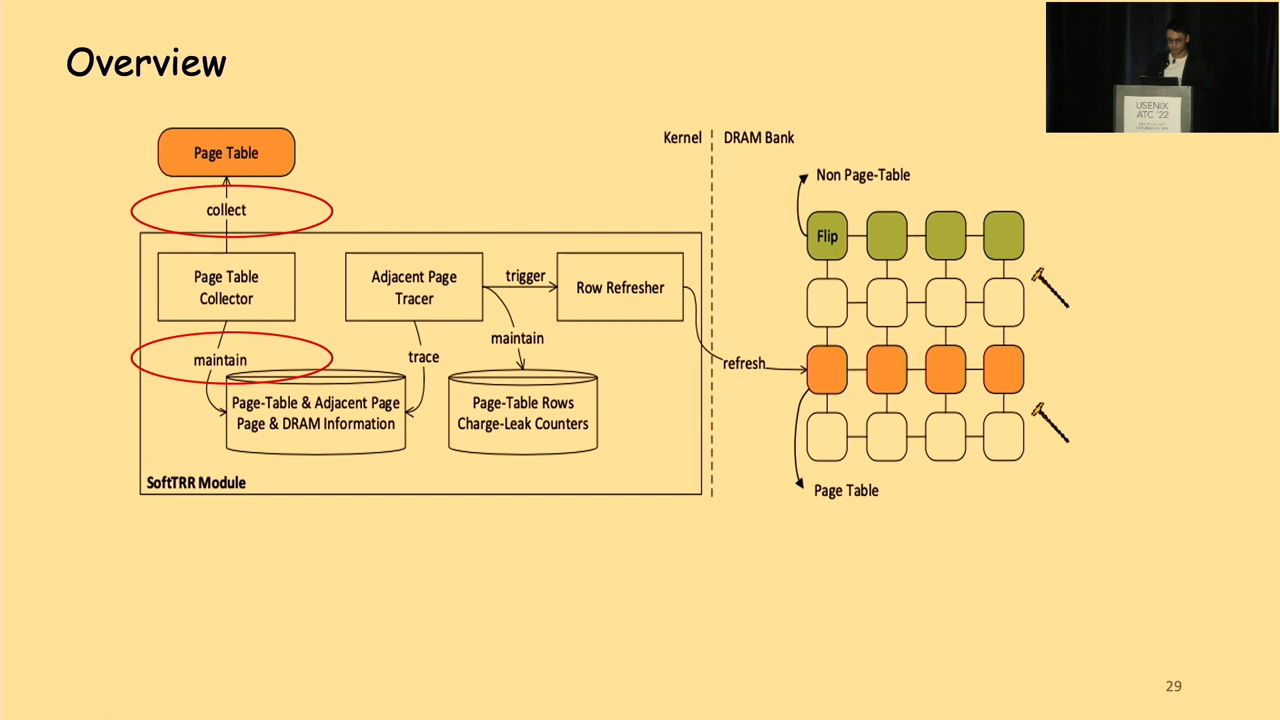 Overview
USENIX
ATC '22
Kernel
DRAM Bank
Page Table
collect
Non Page-Table
Flip
Page Table
Collector
Adjacent Page
Tracer
trigger
Row Refresher
maintain
maintain
trace
refresh
Page-Table & Adjacent Page
Page & DRAM Information
Page-Table Rows
Charge-Leak Counters
SoftTRR Module
Page Table
29